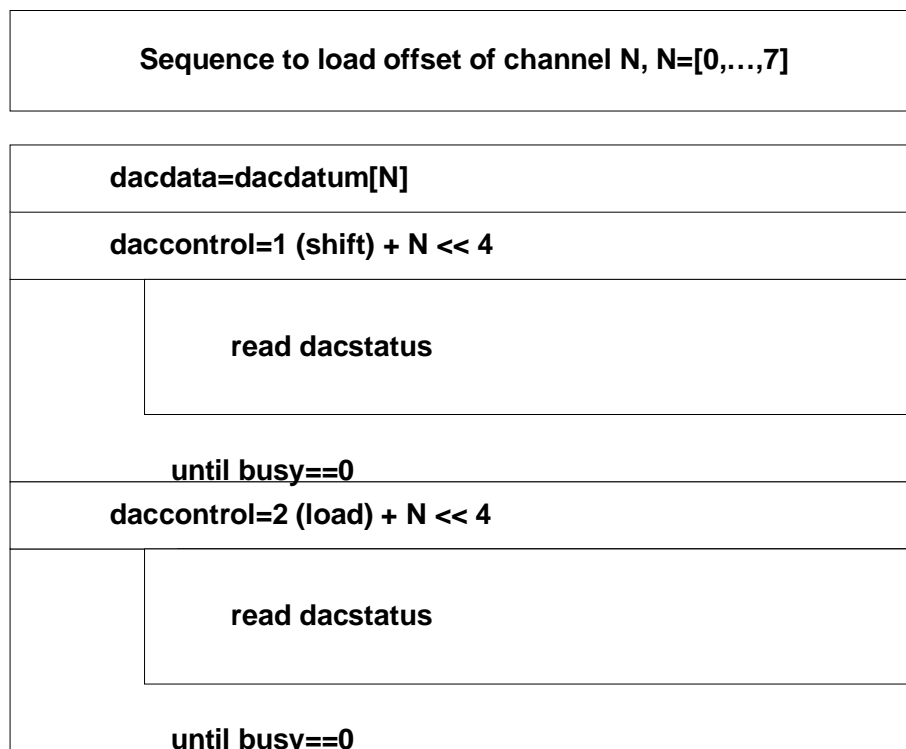 Sequence to load offset of channel N, N=[0,…,7]
dacdata=dacdatum[N]
daccontrol=1 (shift) + N << 4
read dacstatus
until busy==0
daccontrol=2 (load) + N << 4
read dacstatus
until busy==0